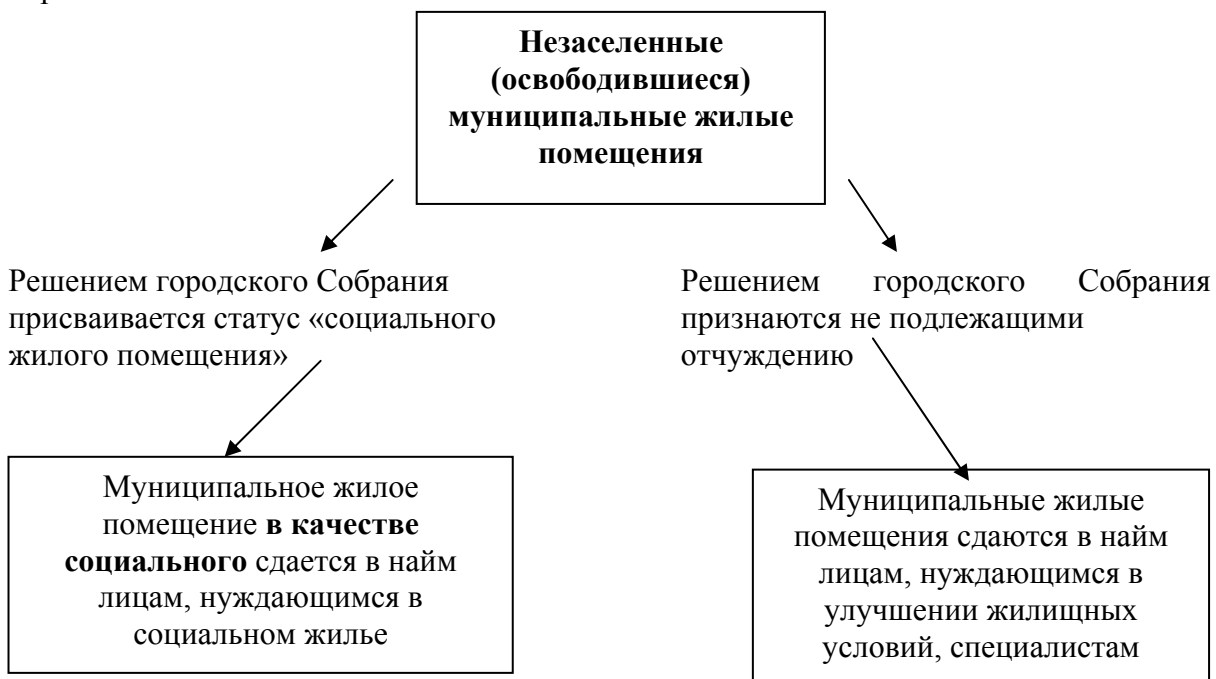 Незаселенные
(освободившиеся)
муниципальные жилые
помещения
Решением городского Собрания
присваивается статус «социального
жилого помещения»
Решением городского Собрания
признаются не подлежащими
отчуждению
Муниципальное жилое
помещение в качестве
социального сдается в найм
лицам, нуждающимся в
социальном жилье
Муниципальные жилые
помещения сдаются в найм
лицам, нуждающимся в
улучшении жилищных
условий, специалистам